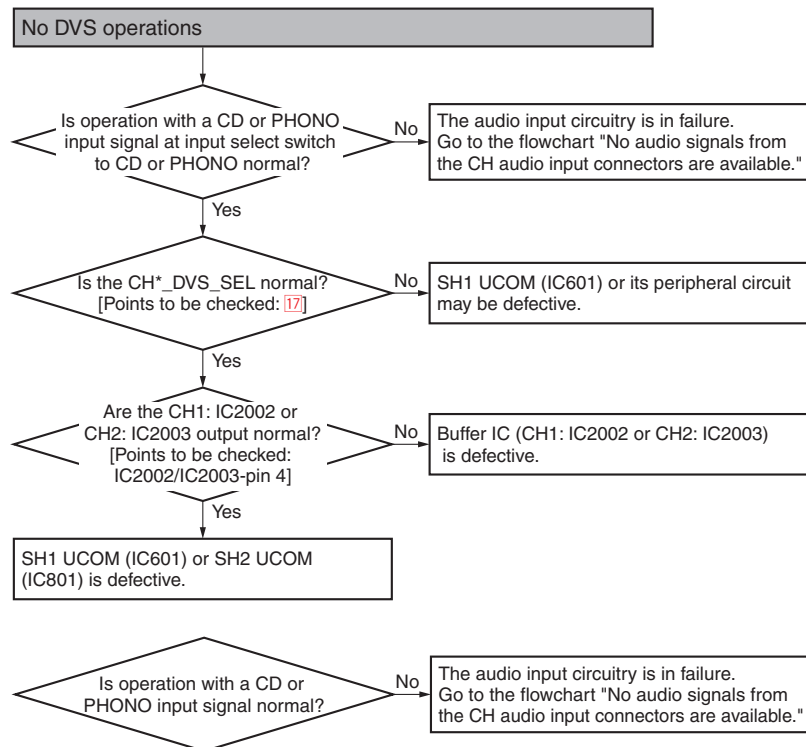 No DVS operations
Is operation with a CD or PHONO
input signal at input select switch
to CD or PHONO normal?
No
The audio input circuitry is in failure.
Go to the flowchart "No audio signals from
the CH audio input connectors are available."
Yes
Is the CH*_DVS_SEL normal?
[Points to be checked: 17]
No
SH1 UCOM (IC601) or its peripheral circuit
may be defective.
Yes
Are the CH1: IC2002 or
CH2: IC2003 output normal?
[Points to be checked:
IC2002/IC2003-pin 4]
No
Buffer IC (CH1: IC2002 or CH2: IC2003)
is defective.
Yes
SH1 UCOM (IC601) or SH2 UCOM
(IC801) is defective.
Is operation with a CD or
PHONO input signal normal?
No
The audio input circuitry is in failure.
Go to the flowchart "No audio signals from
the CH audio input connectors are available."